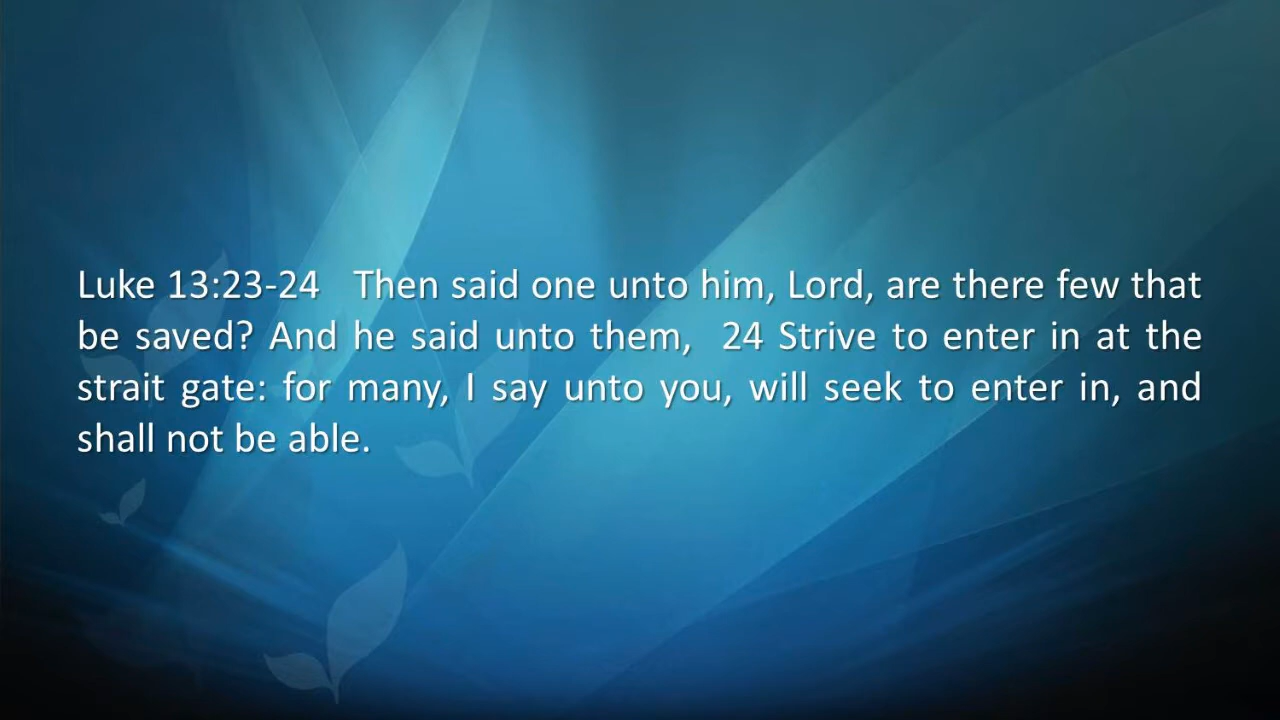 Luke 13:23-24 Then said one unto him, Lord, are there few that
be saved? And he said unto them, 24 Strive to enter in at the
strait gate: for many, I say unto you, will seek to enter in, and
shall not be able.